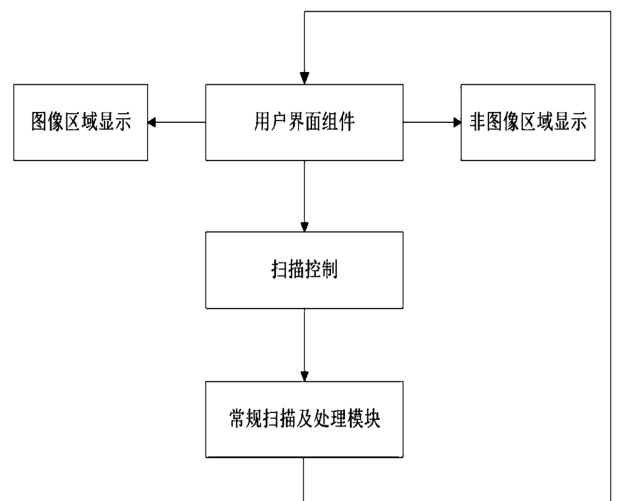 图像区域显示
用户界面组件
非图像区域显示
扫描控制
常规扫描及处理模块